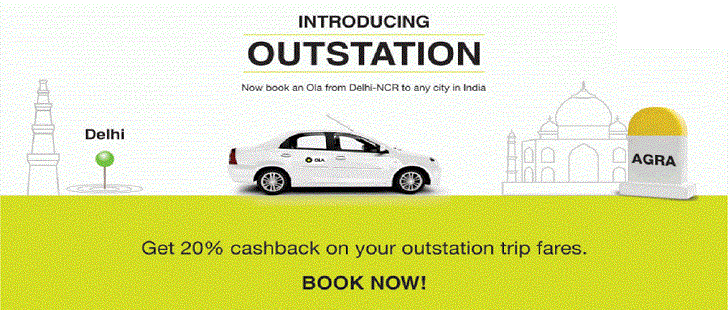 INTRODUCING
OUTSTATION
Now book an Ola from Delhi-NCR to any city in India
Delhi
OLA
AGRA
Get 20% cashback on your outstation trip fares.
BOOK NOW!